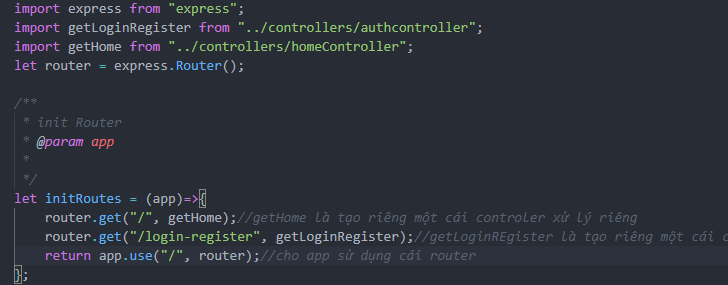 import express from "express";
import getLoginRegister from "../controllers/authcontroller";
import getHome from "../controllers/homeController";
let router = express.Router();
/**
* init Router
* @param app
*
*/
let initRoutes = (app)=>{
router.get("/", getHome);//getHome là tạo riêng một cái controler xử lý riêng
router.get("/login-register", getLoginRegister);//getLoginREgister là tạo riêng một cái
return app.use("/", router);//cho app sử dụng cái router
};